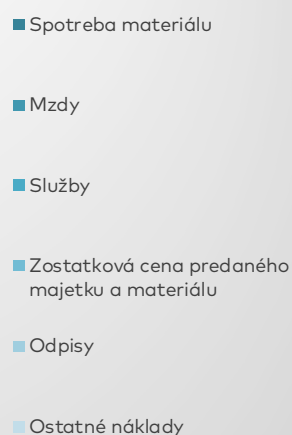 Spotreba materiálu
Mzdy
Služby
Zostatková cena predaného
majetku a materiálu
Odpisy
Ostatné náklady